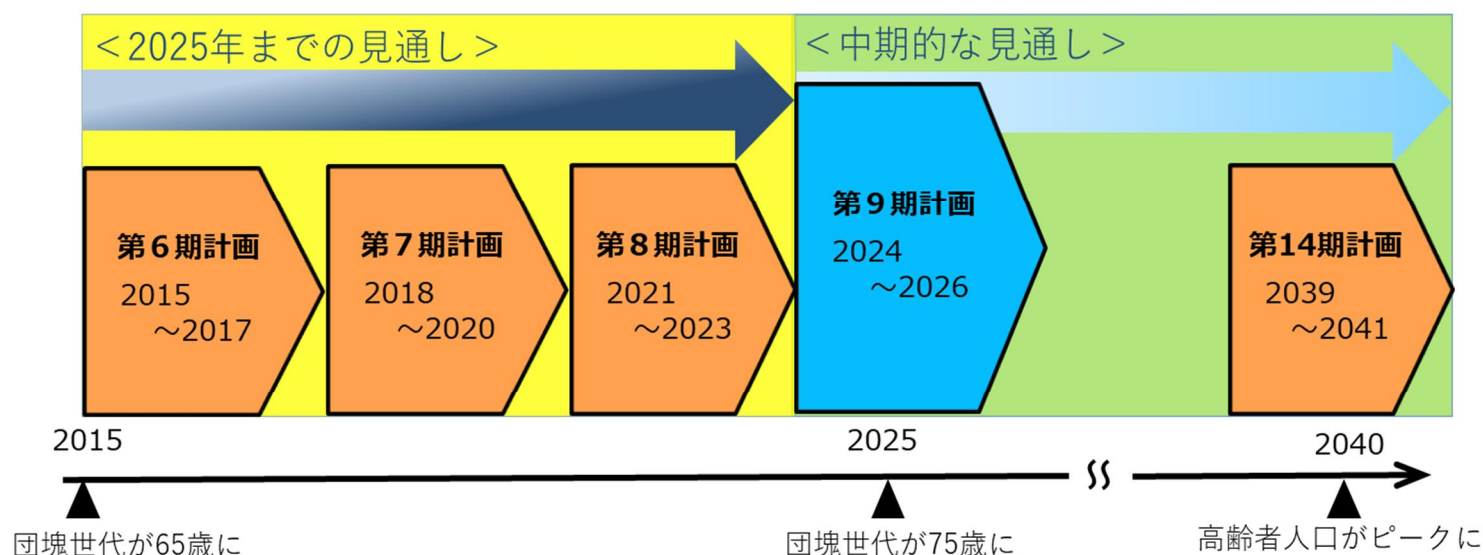 ＜2025年までの見通し＞
＜中期的な見通し＞
第６期計画
2015
～2017
第７期計画
2018
～2020
第８期計画
2021
～2023
第９期計画
2024
～2026
第14期計画
2039
～2041
2015
2025
2040
団塊世代が65歳に
団塊世代が75歳に
高齢者人口がピークに